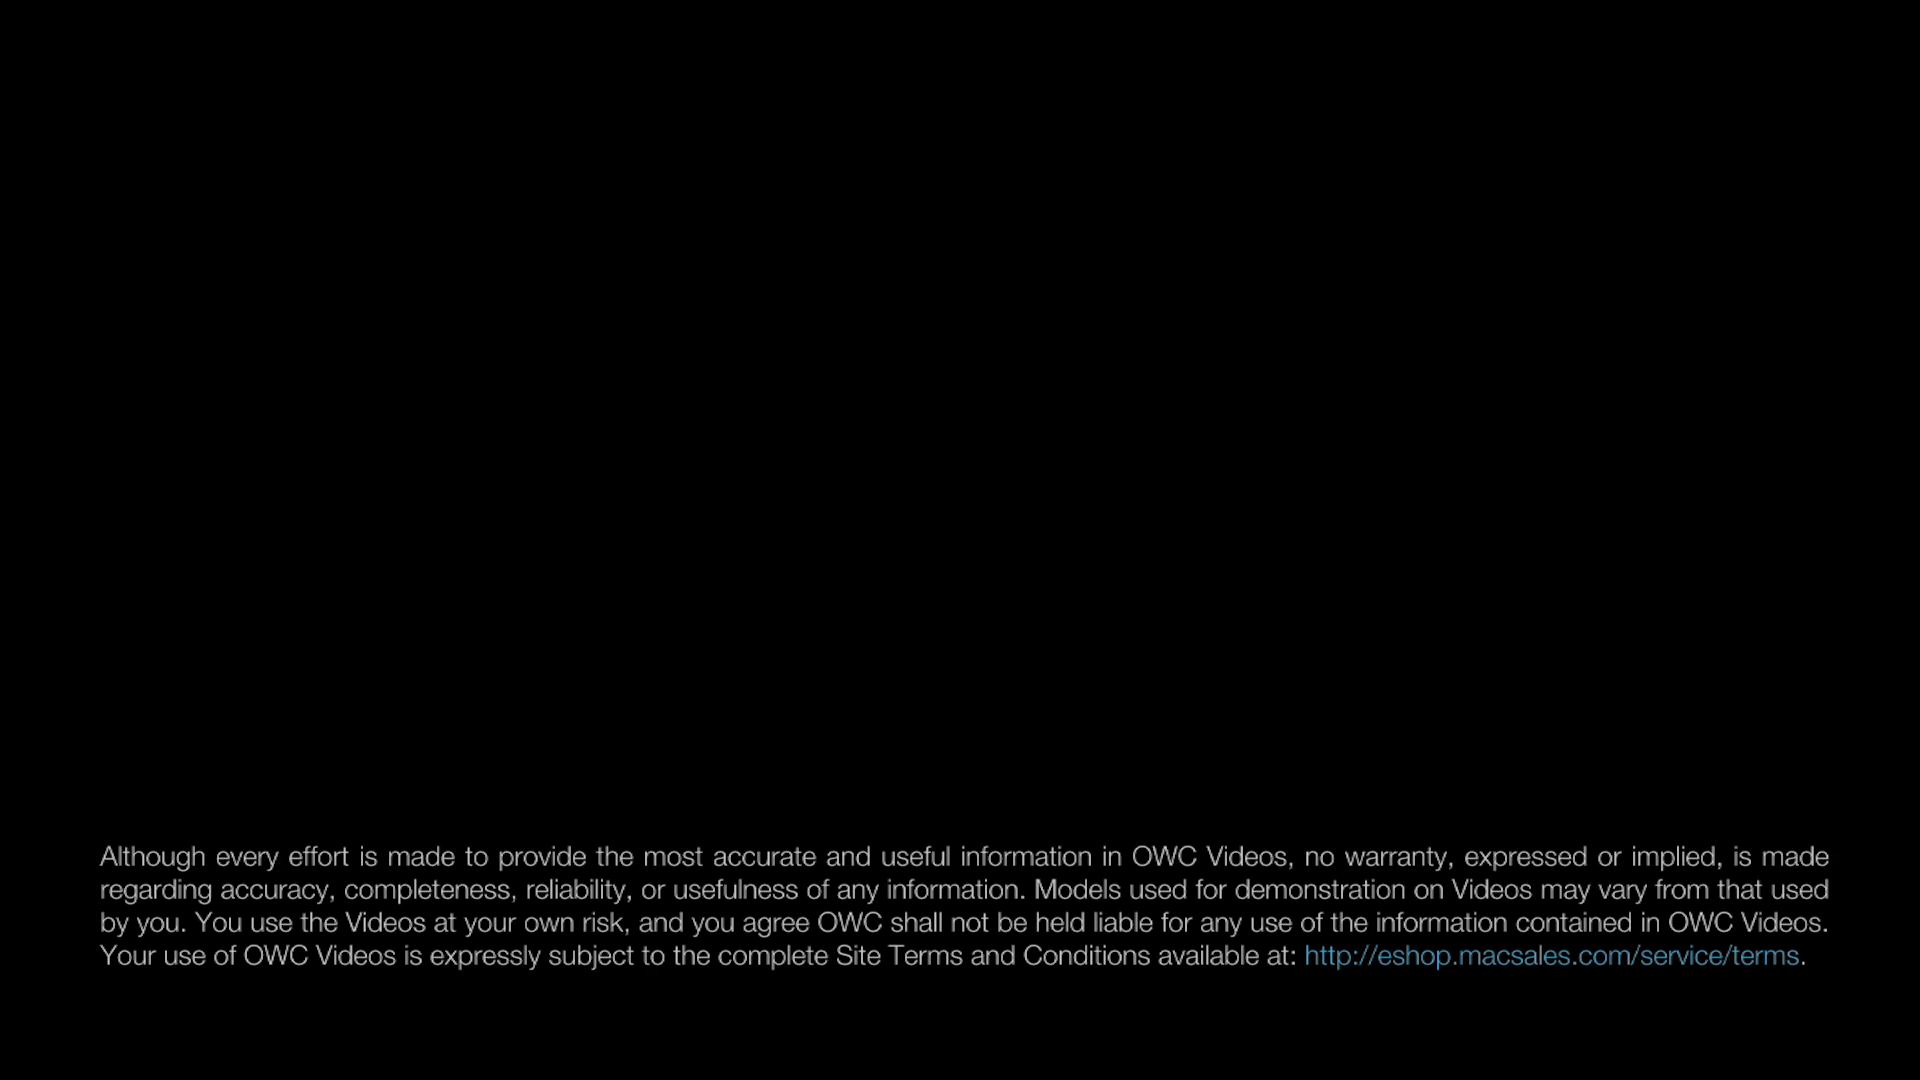 Although every effort is made to provide the most accurate and useful information in OWC Videos, no warranty, expressed or implied, is made
regarding accuracy, completeness, reliability, or usefulness of any information. Models used for demonstration on Videos may vary from that used
by you. You use the Videos at your own risk, and you agree OWC shall not be held liable for any use of the information contained in OWC Videos.
Your use of OWC Videos is expressly subject to the complete Site Terms and Conditions available at: http://eshop.macsales.com/service/terms.